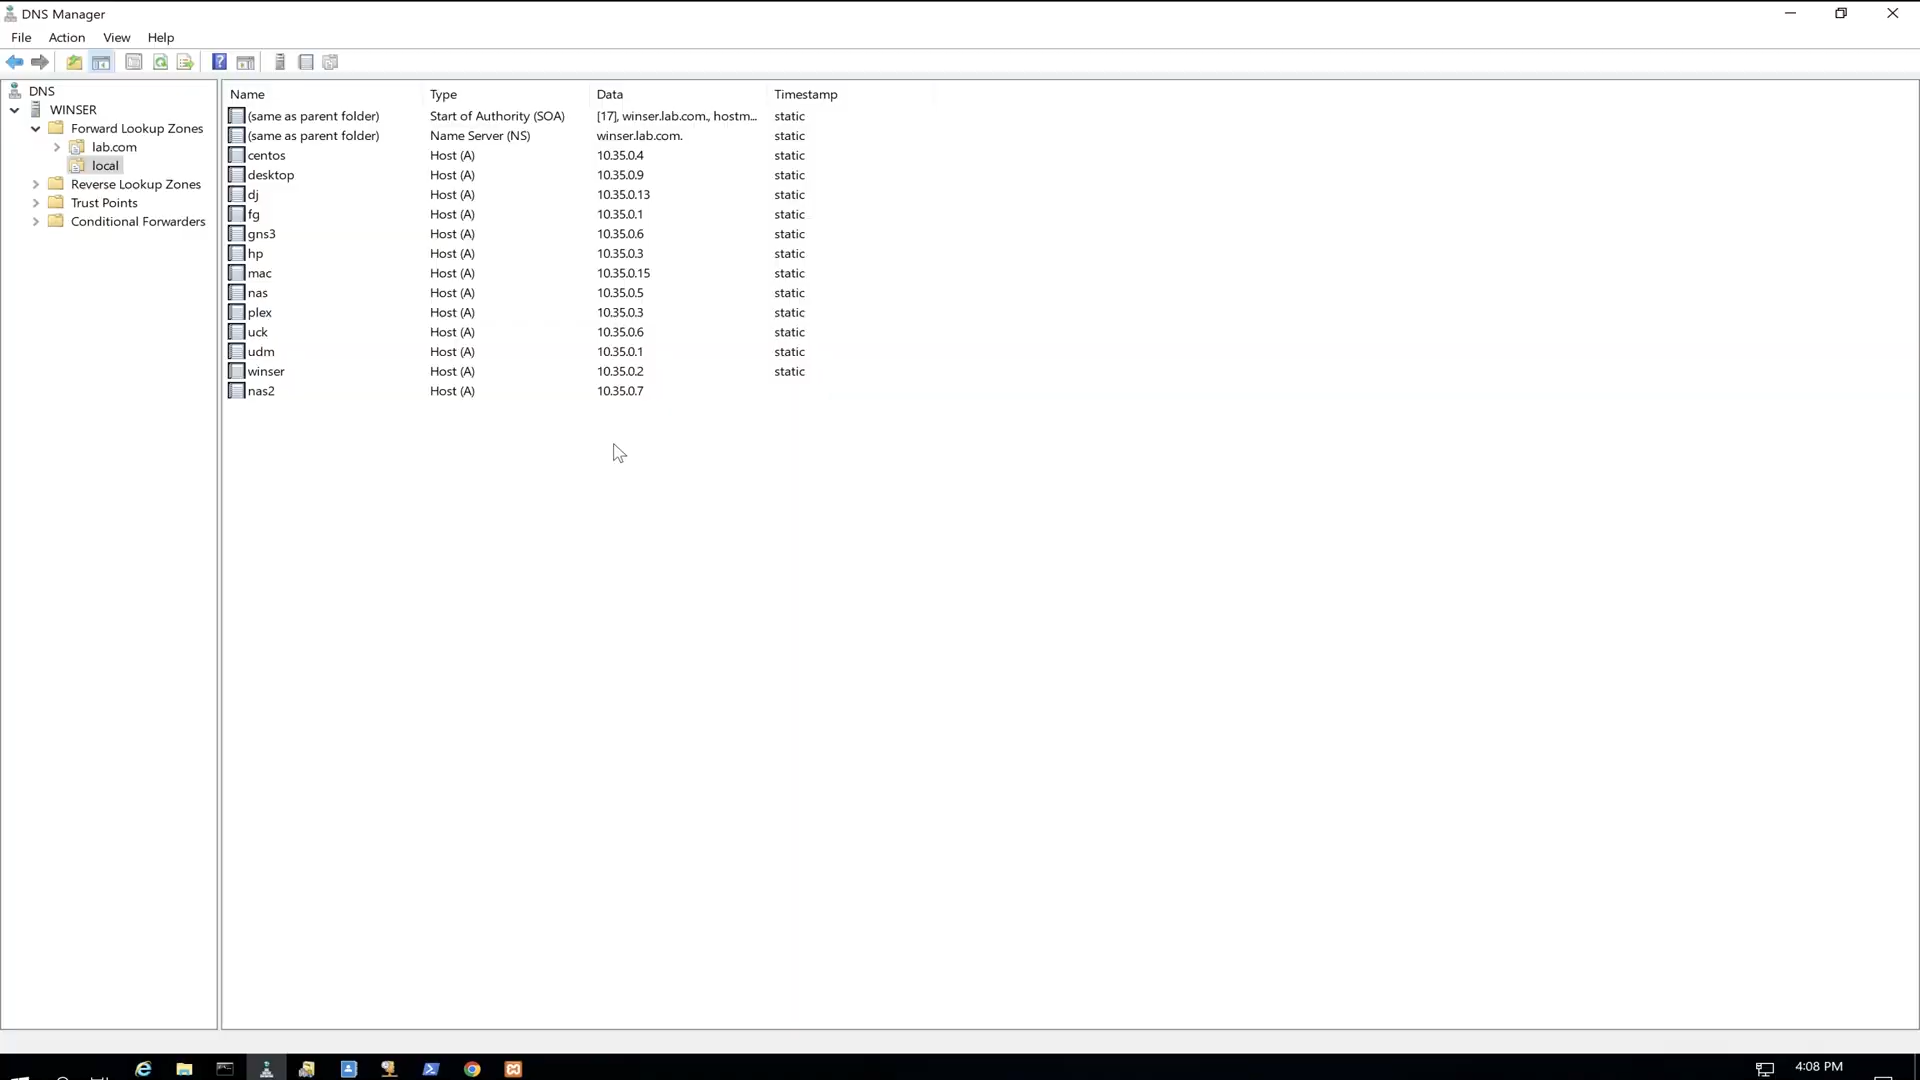 DNS Manager
File Action View Help
DNS
WINSER
Forward Lookup Zones
lab.com
local
Reverse Lookup Zones
Trust Points
Conditional Forwarders
Name Type Data Timestamp
(same as parent folder) Start of Authority (SOA) [17], winser.lab.com., hostm... static
(same as parent folder) Name Server (NS) winser.lab.com. static
centos Host (A) 10.35.0.4 static
desktop Host (A) 10.35.0.9 static
dj Host (A) 10.35.0.13 static
fg Host (A) 10.35.0.1 static
gns3 Host (A) 10.35.0.6 static
hp Host (A) 10.35.0.3 static
mac Host (A) 10.35.0.15 static
nas Host (A) 10.35.0.5 static
plex Host (A) 10.35.0.3 static
uck Host (A) 10.35.0.6 static
udm Host (A) 10.35.0.1 static
winser Host (A) 10.35.0.2 static
nas2 Host (A) 10.35.0.7
4:08 PM